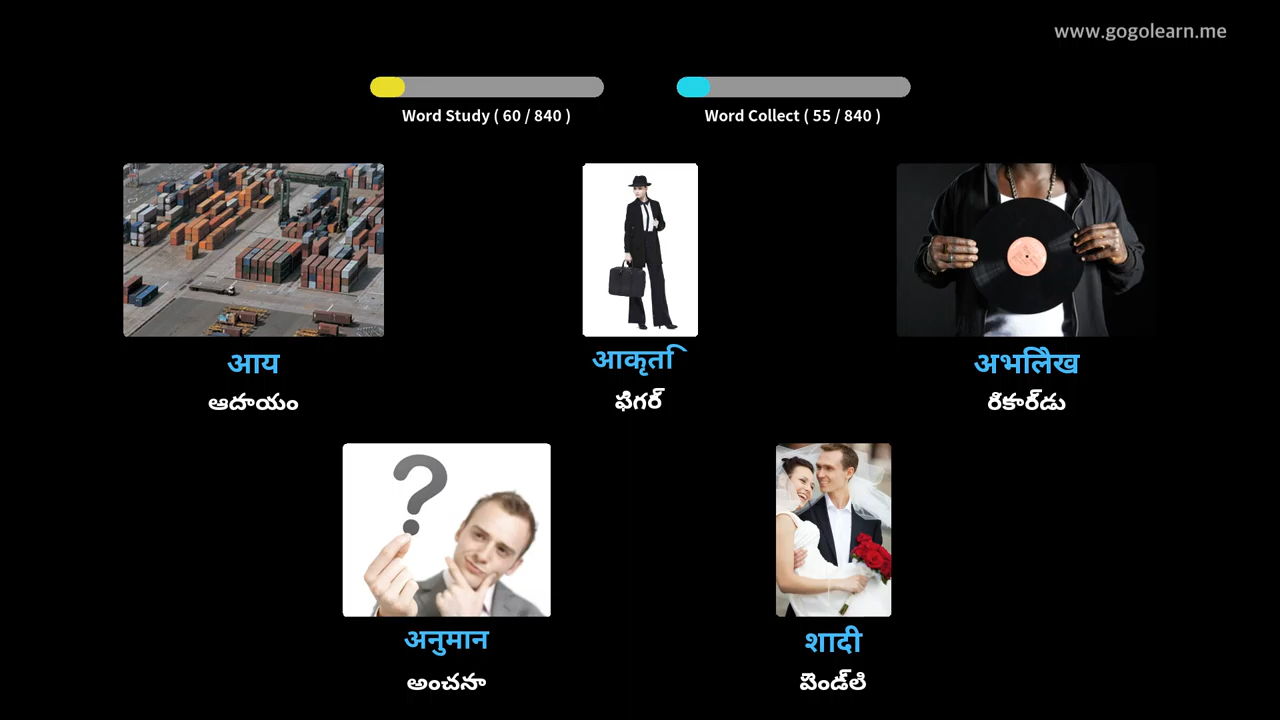 www.gogolearn.me
Word Study ( 60 / 840 )
Word Collect ( 55 / 840 )
आय
ఆదాయం
आकृति
ఫిగర్
अभिलेख
రికార్డు
अनुमान
అంచనా
शादी
పెండ్లి